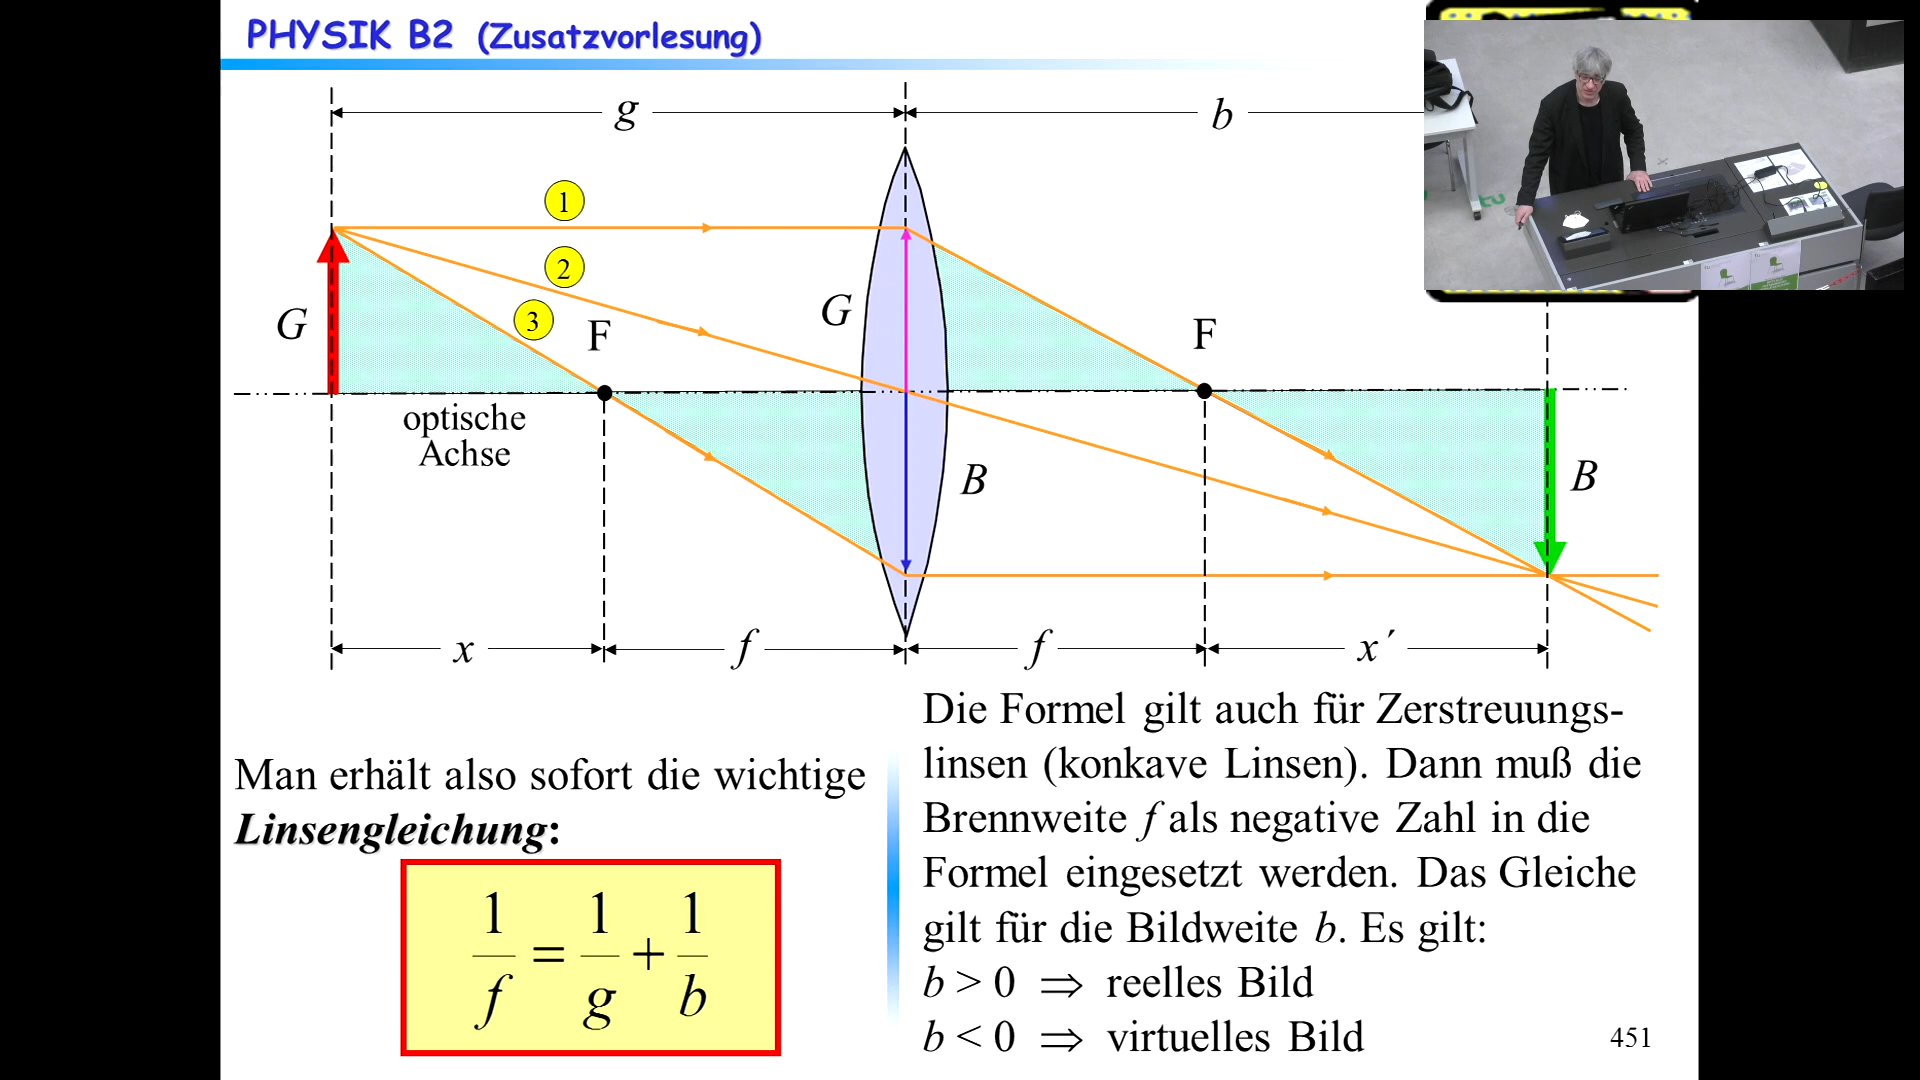 PHYSIK B2 (Zusatzvorlesung)
g
b
1
2
3
G
F
G
F
optische
Achse
B
B
x
f
f
x´
Man erhält also sofort die wichtige
Linsengleichung:
1/f = 1/g + 1/b
Die Formel gilt auch für Zerstreuungs-
linsen (konkave Linsen). Dann muß die
Brennweite f als negative Zahl in die
Formel eingesetzt werden. Das Gleiche
gilt für die Bildweite b. Es gilt:
b > 0 ⇒ reelles Bild
b < 0 ⇒ virtuelles Bild
451